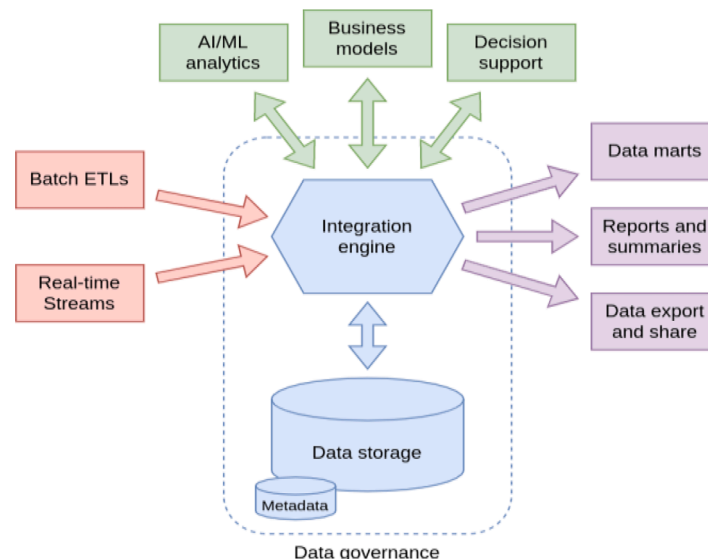 AI/ML
analytics
Business
models
Decision
support
Batch ETLs
Real-time
Streams
Integration
engine
Data marts
Reports and
summaries
Data export
and share
Data storage
Metadata
Data governance